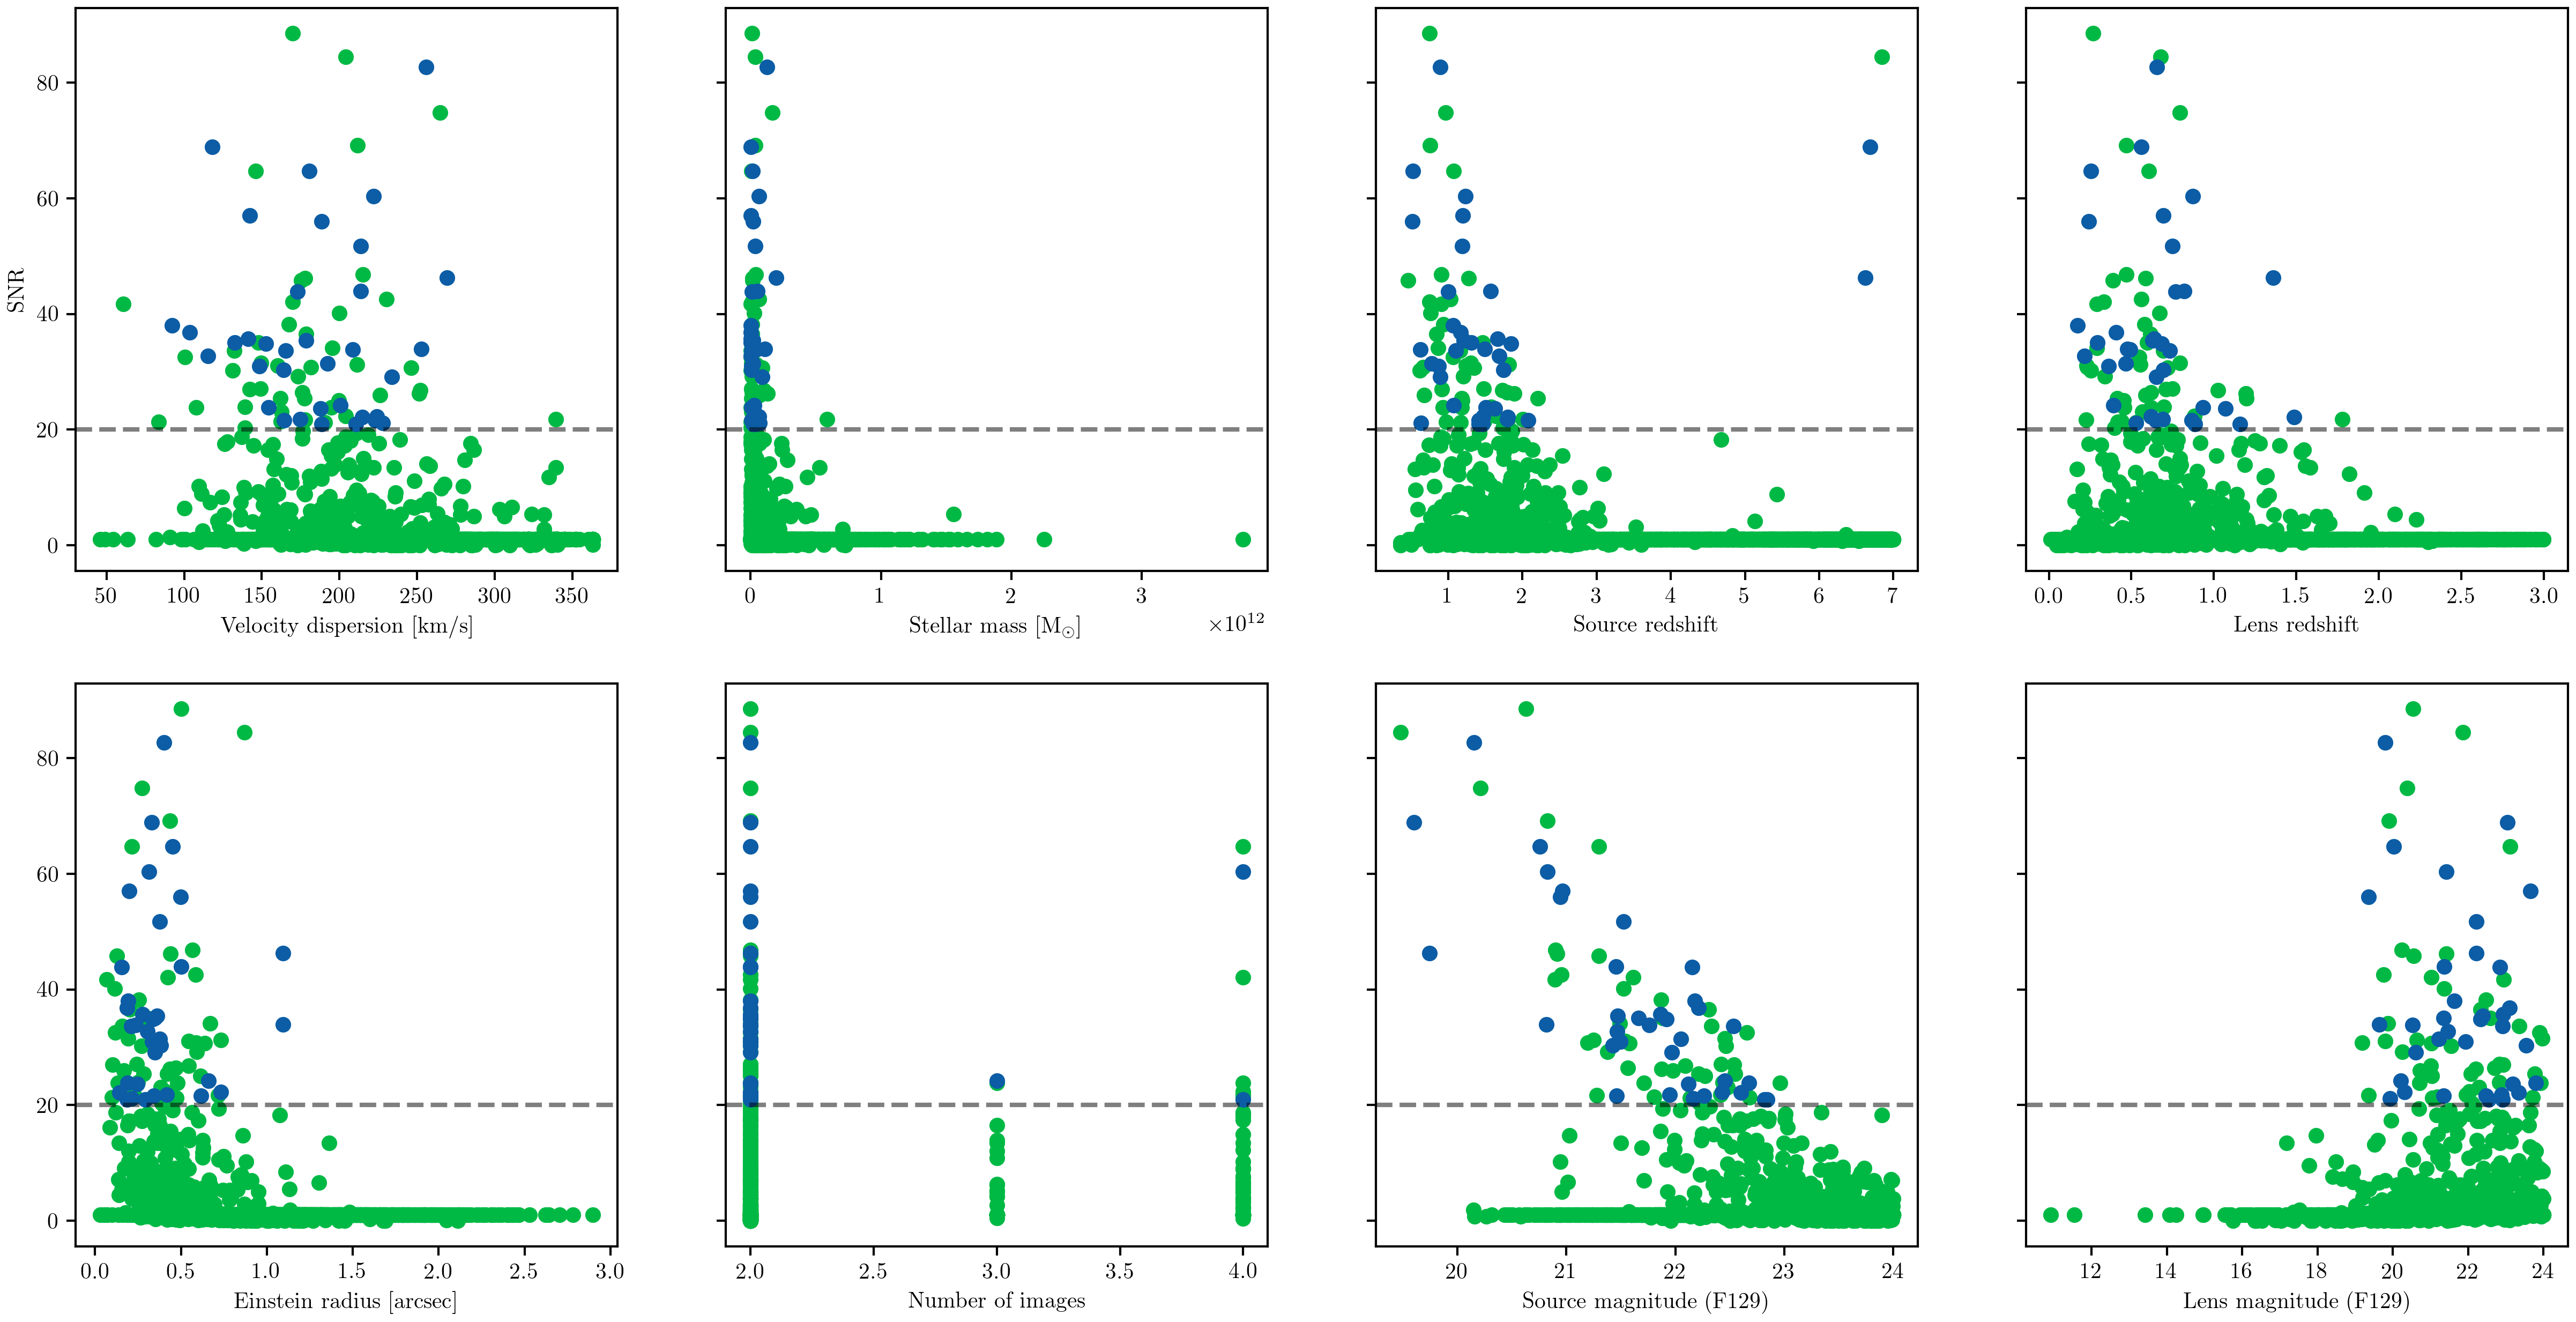 SNR
80
60
40
20
0
50 100 150 200 250 300 350
Velocity dispersion [km/s]
0 1 2 3
×10¹²
Stellar mass [M☉]
1 2 3 4 5 6 7
Source redshift
0.0 0.5 1.0 1.5 2.0 2.5 3.0
Lens redshift
80
60
40
20
0
0.0 0.5 1.0 1.5 2.0 2.5 3.0
Einstein radius [arcsec]
2.0 2.5 3.0 3.5 4.0
Number of images
20 21 22 23 24
Source magnitude (F129)
12 14 16 18 20 22 24
Lens magnitude (F129)